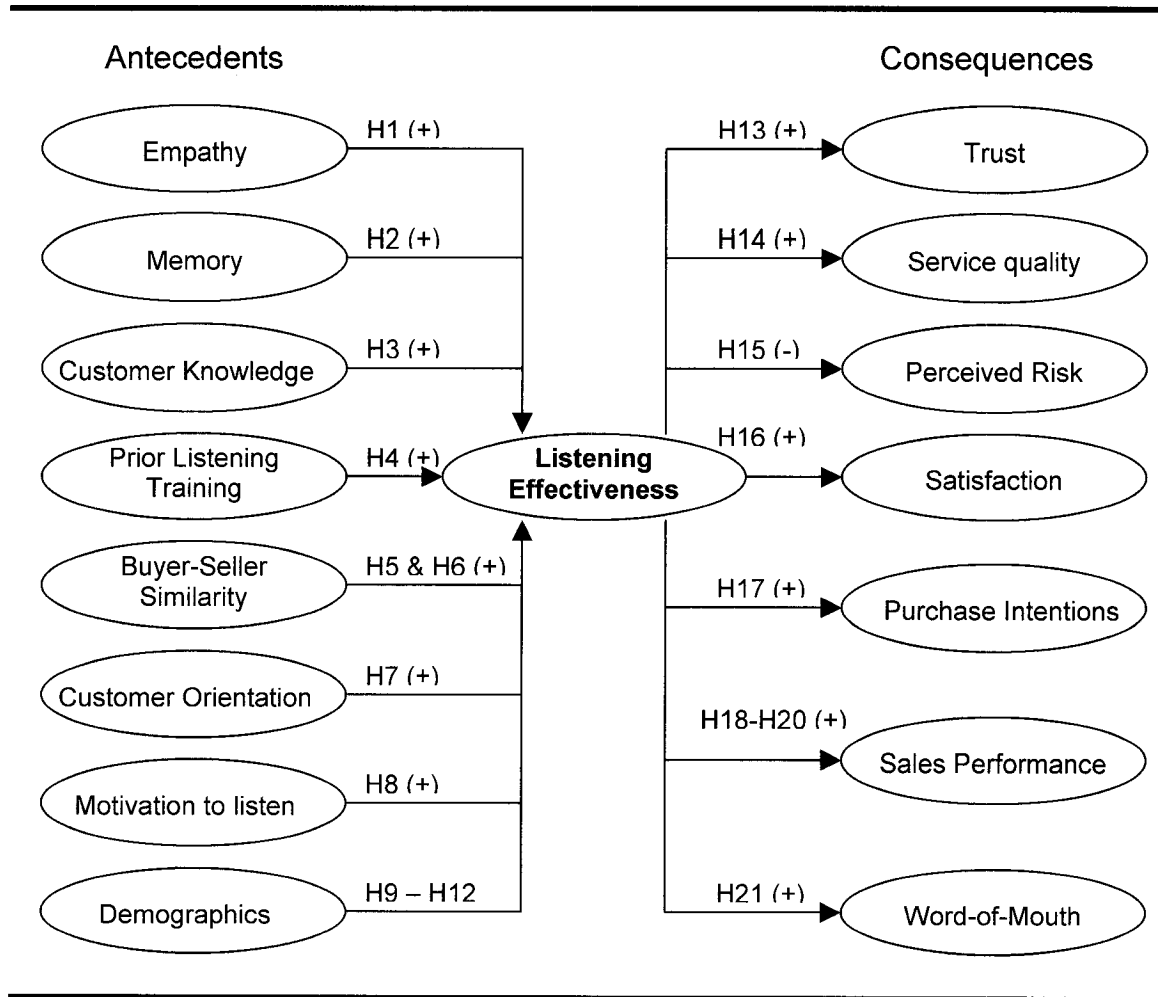 Antecedents
Consequences
Empathy
H1 (+)
Memory
H2 (+)
Customer Knowledge
H3 (+)
Prior Listening
Training
H4 (+)
Buyer-Seller
Similarity
H5 & H6 (+)
Customer Orientation
H7 (+)
Motivation to listen
H8 (+)
Demographics
H9 – H12
Listening
Effectiveness
H13 (+)
Trust
H14 (+)
Service quality
H15 (-)
Perceived Risk
H16 (+)
Satisfaction
H17 (+)
Purchase Intentions
H18-H20 (+)
Sales Performance
H21 (+)
Word-of-Mouth